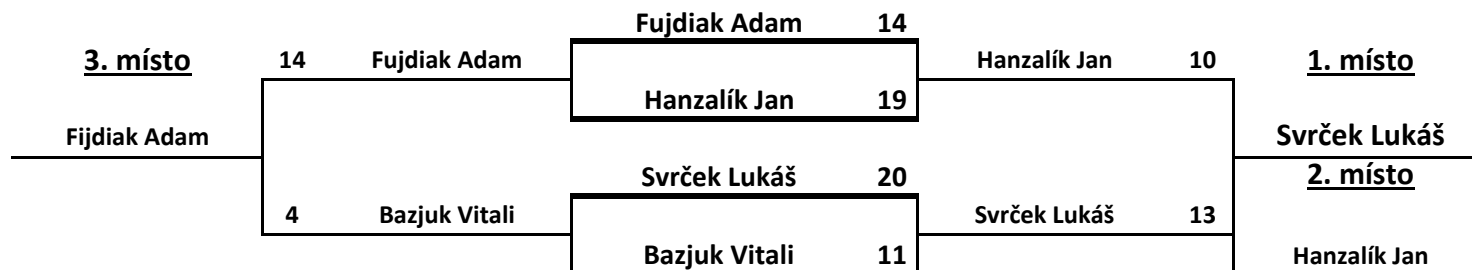 Fujdiak Adam 14
3. místo 14 Fujdiak Adam Hanzalík Jan 10 1. místo
Hanzalík Jan 19
Fijdiak Adam Svrček Lukáš
Svrček Lukáš 20 2. místo
4 Bazjuk Vitali Svrček Lukáš 13
Bazjuk Vitali 11 Hanzalík Jan